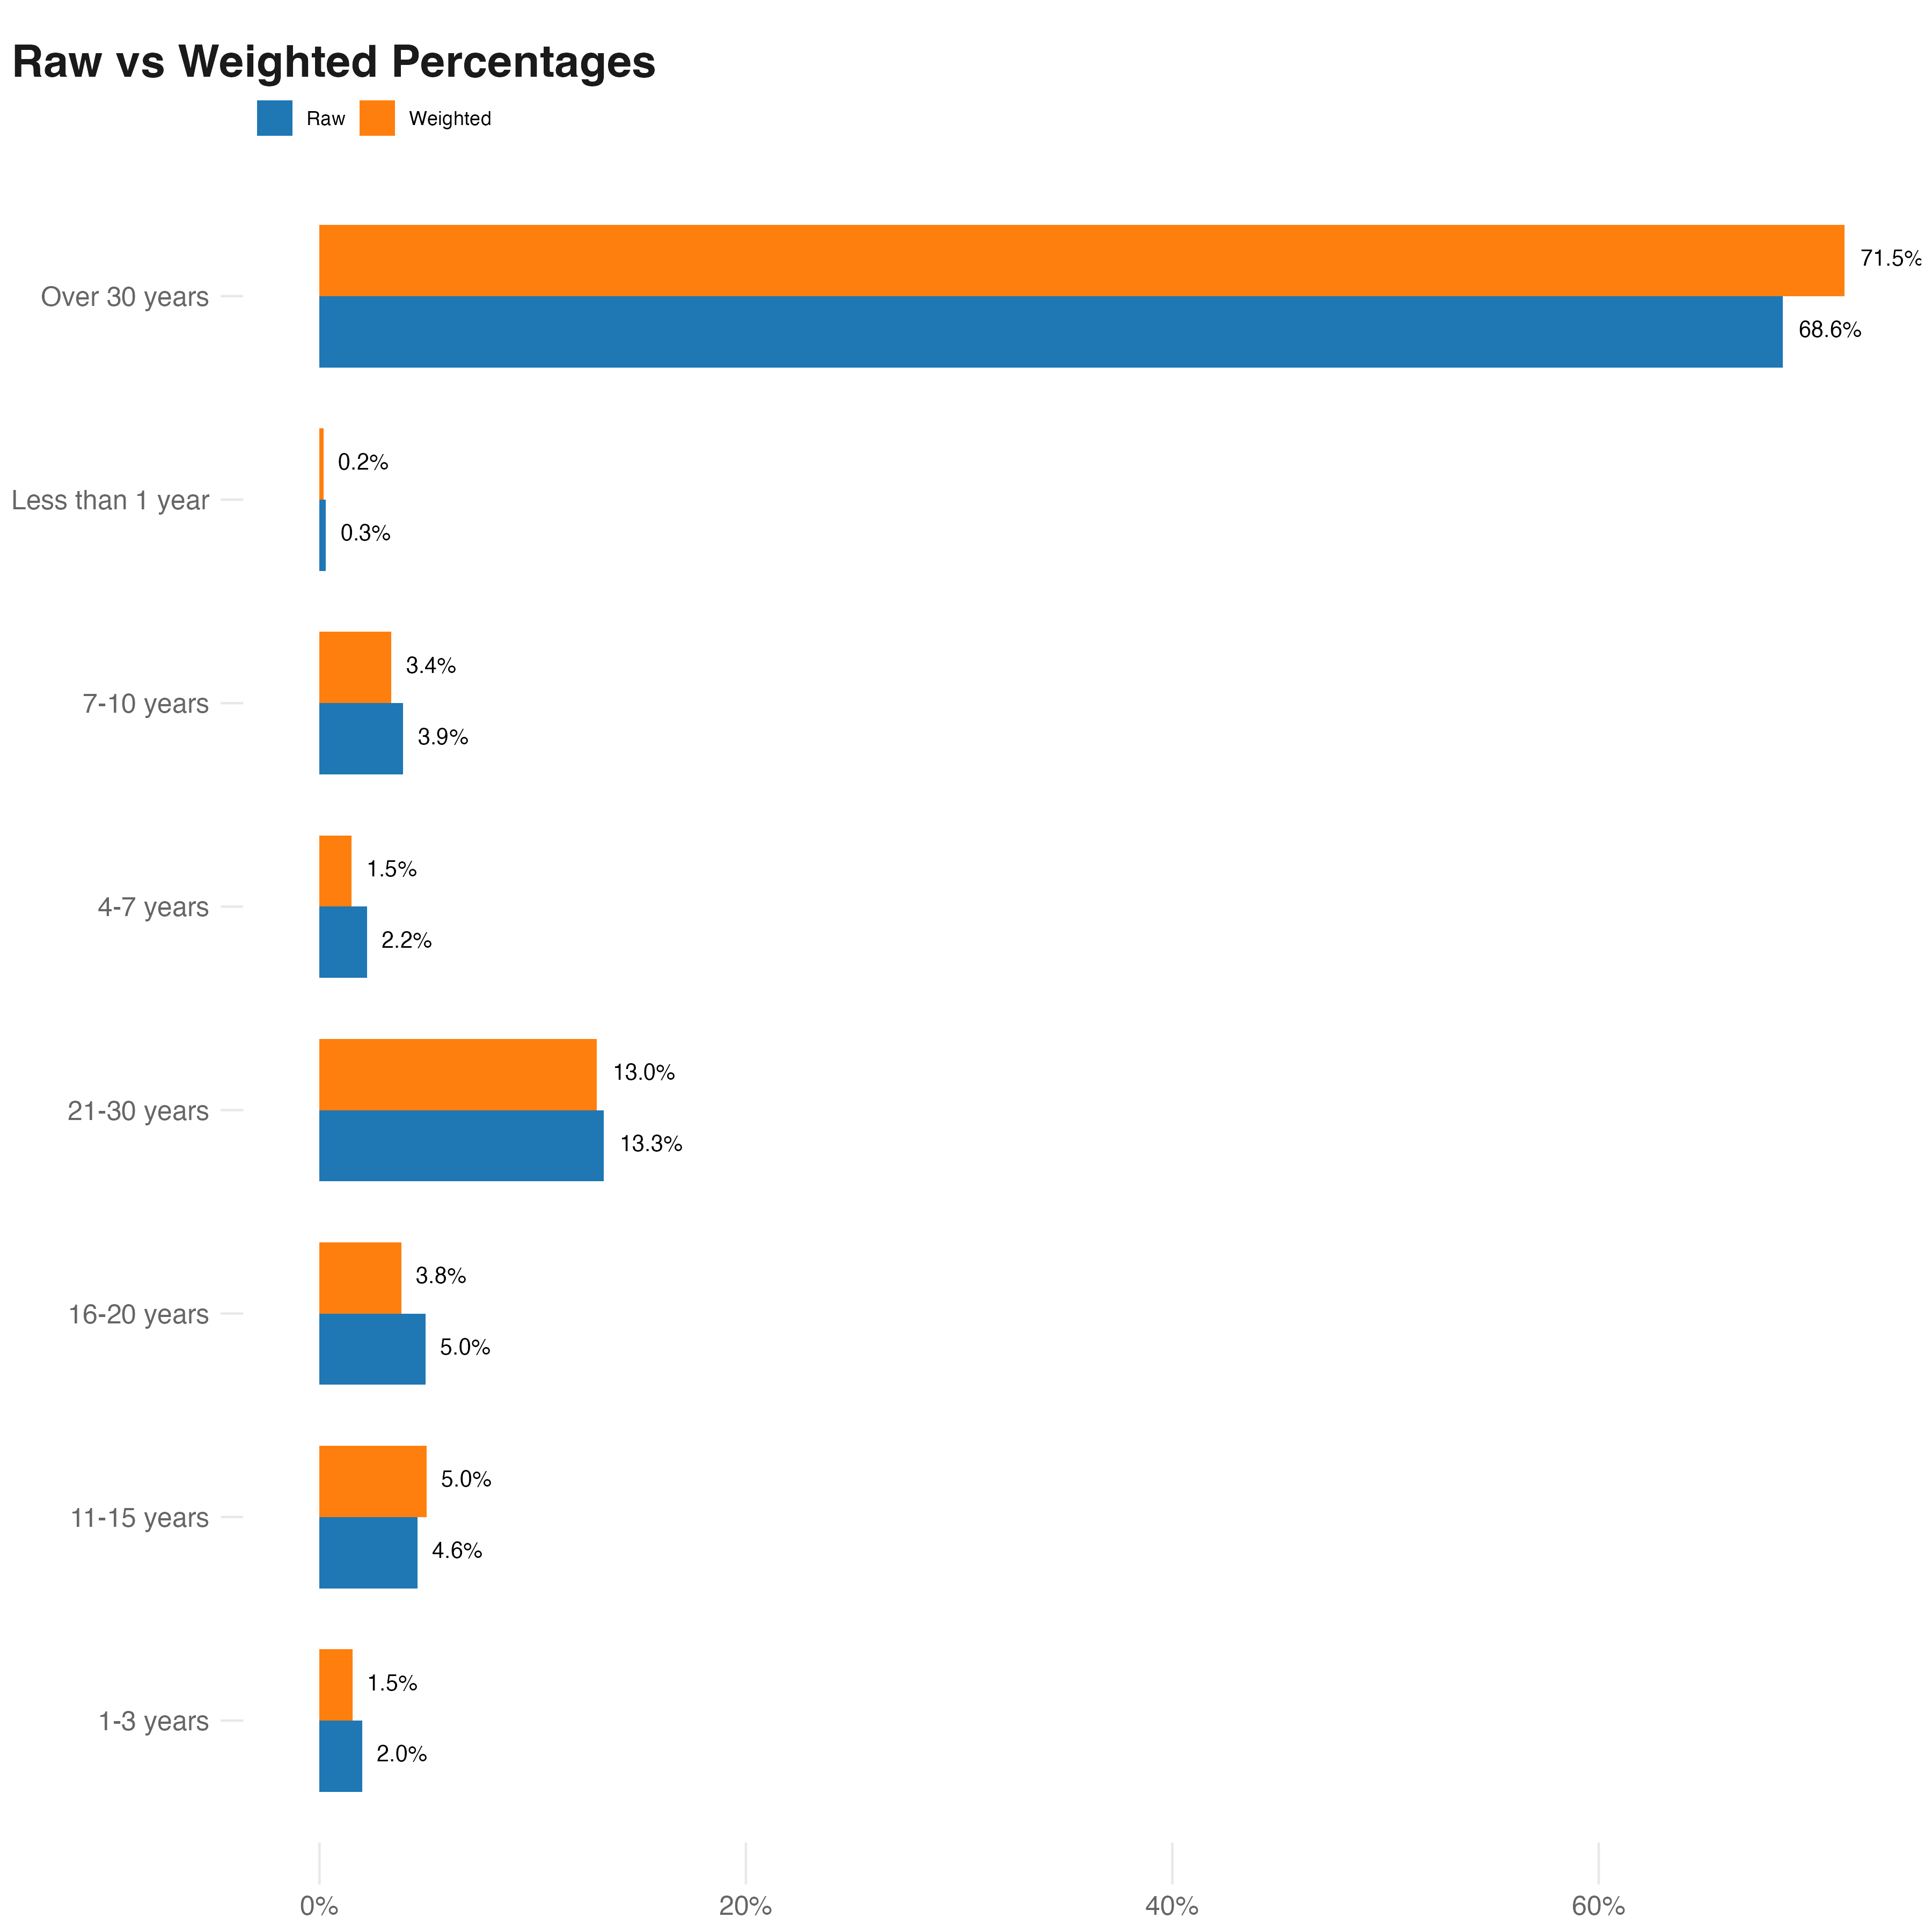 Raw vs Weighted Percentages
Raw Weighted
Over 30 years 71.5%
68.6%
Less than 1 year 0.2%
0.3%
7-10 years 3.4%
3.9%
4-7 years 1.5%
2.2%
21-30 years 13.0%
13.3%
16-20 years 3.8%
5.0%
11-15 years 5.0%
4.6%
1-3 years 1.5%
2.0%
0% 20% 40% 60%